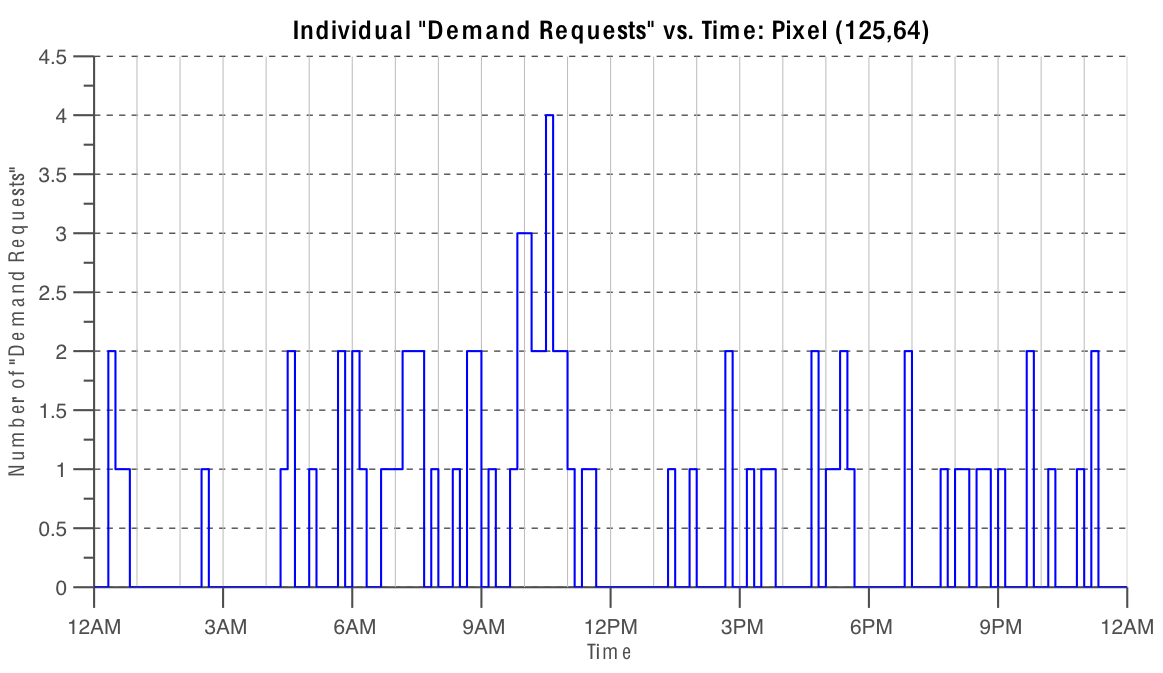 Individual "Demand Requests" vs. Time: Pixel (125,64)
Number of "Demand Requests"
4.5
4
3.5
3
2.5
2
1.5
1
0.5
0
12AM 3AM 6AM 9AM 12PM 3PM 6PM 9PM 12AM
Time